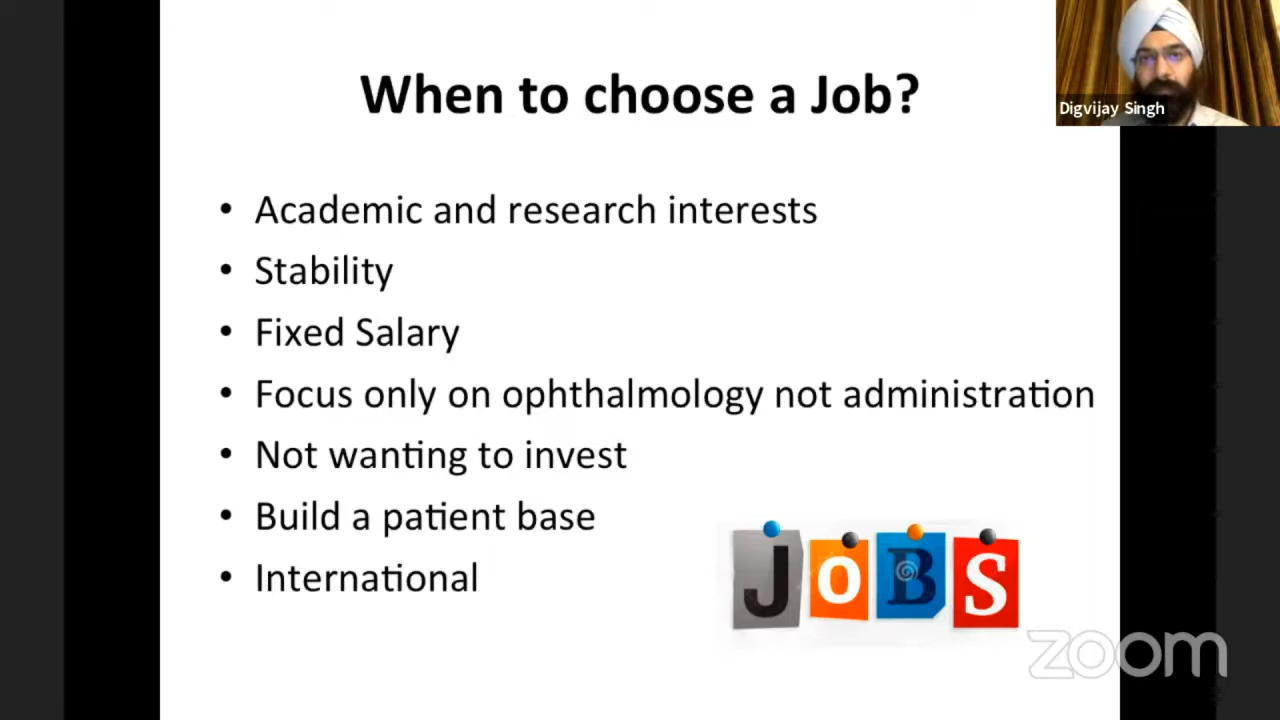 When to choose a Job?
Digvijay Singh
• Academic and research interests
• Stability
• Fixed Salary
• Focus only on ophthalmology not administration
• Not wanting to invest
• Build a patient base
• International
JoBS
zoom